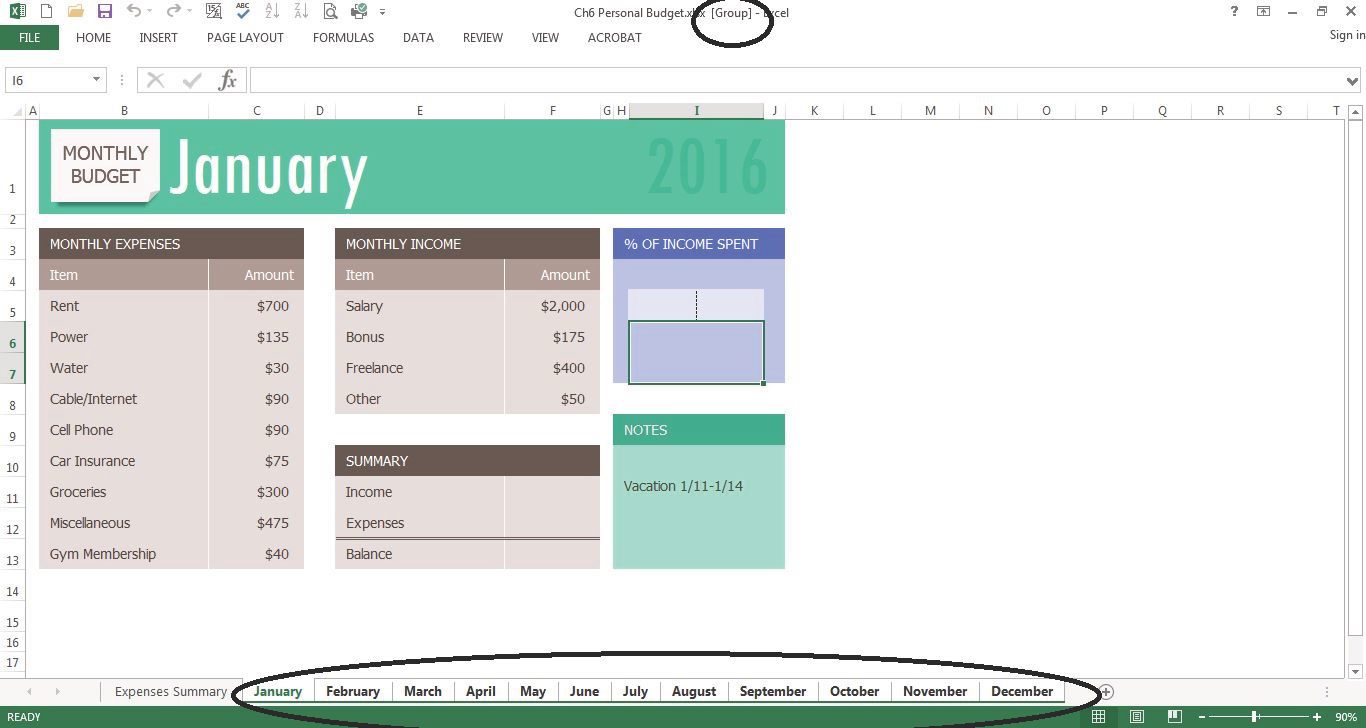 Ch6 Personal Budget.xlsx [Group] - Excel
FILE HOME INSERT PAGE LAYOUT FORMULAS DATA REVIEW VIEW ACROBAT Sign in
I6 fx
A B C D E F G H I J K L M N O P Q R S T
1 MONTHLY BUDGET January 2016
2
3 MONTHLY EXPENSES MONTHLY INCOME % OF INCOME SPENT
4 Item Amount Item Amount
5 Rent $700 Salary $2,000
6 Power $135 Bonus $175
7 Water $30 Freelance $400
8 Cable/Internet $90 Other $50
9 Cell Phone $90 NOTES
10 Car Insurance $75 SUMMARY
11 Groceries $300 Income Vacation 1/11-1/14
12 Miscellaneous $475 Expenses
13 Gym Membership $40 Balance
14
15
16
17
Expenses Summary January February March April May June July August September October November December
READY 90%